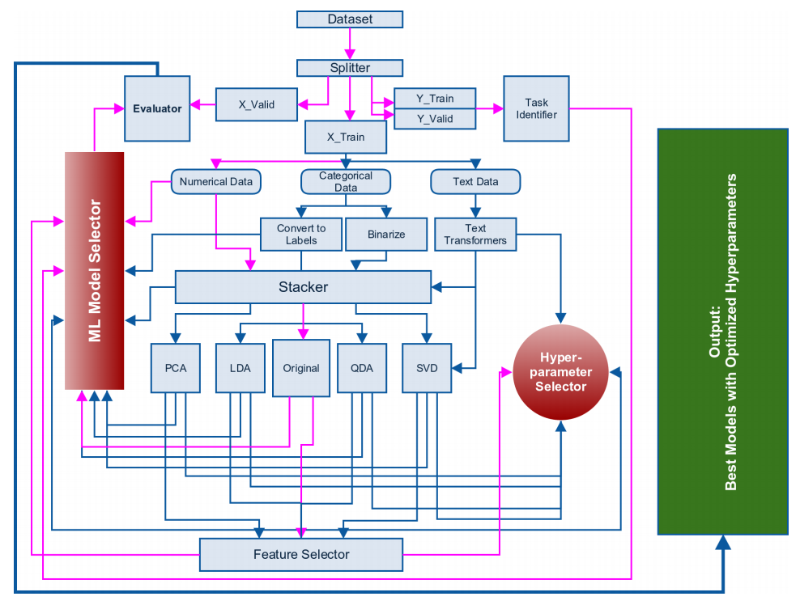 Dataset
Splitter
Evaluator
X_Valid
Y_Train
Y_Valid
Task
Identifier
X_Train
Numerical Data
Categorical
Data
Text Data
Convert to
Labels
Binarize
Text
Transformers
ML Model Selector
Stacker
PCA
LDA
Original
QDA
SVD
Hyper-
parameter
Selector
Feature Selector
Output:
Best Models with Optimized Hyperparameters